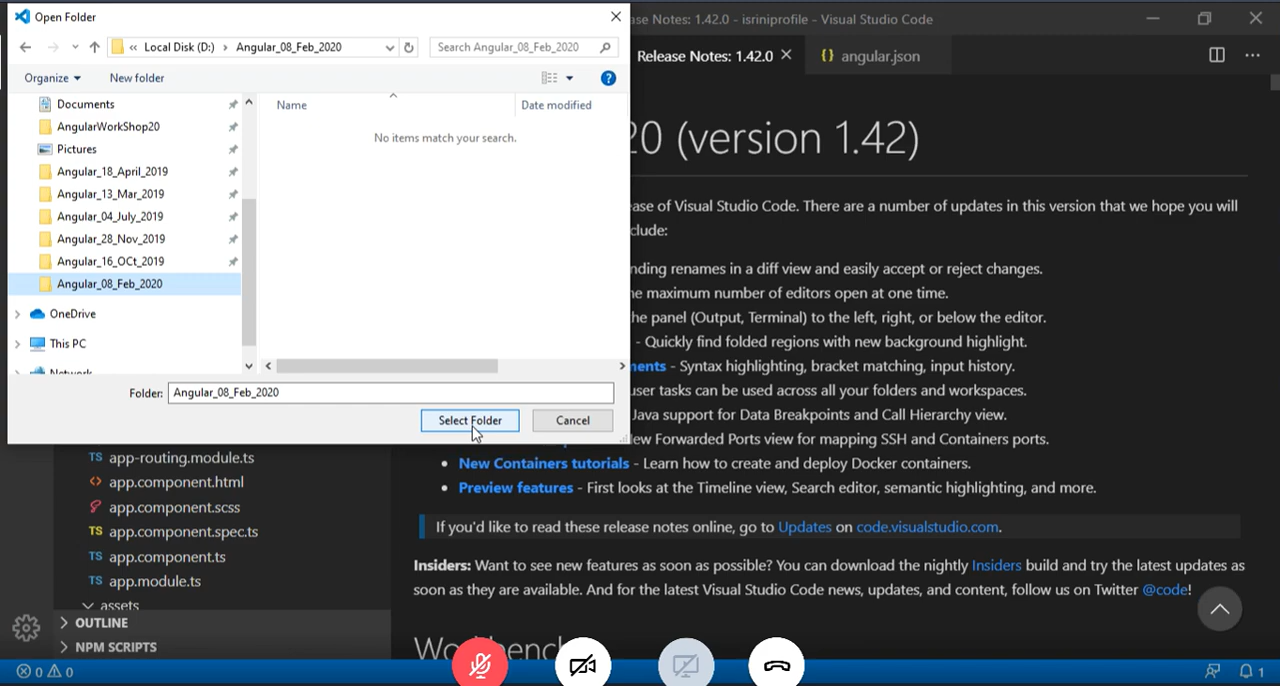 Open Folder
« Local Disk (D:) › Angular_08_Feb_2020
Search Angular_08_Feb_2020
Organize
New folder
Documents
AngularWorkShop20
Pictures
Angular_18_April_2019
Angular_13_Mar_2019
Angular_04_July_2019
Angular_28_Nov_2019
Angular_16_OCt_2019
Angular_08_Feb_2020
OneDrive
This PC
Network
Name
Date modified
No items match your search.
Folder: Angular_08_Feb_2020
Select Folder
Cancel
ase Notes: 1.42.0 - isriniprofile - Visual Studio Code
Release Notes: 1.42.0
{} angular.json
20 (version 1.42)
ease of Visual Studio Code. There are a number of updates in this version that we hope you will
clude:
nding renames in a diff view and easily accept or reject changes.
he maximum number of editors open at one time.
he panel (Output, Terminal) to the left, right, or below the editor.
- Quickly find folded regions with new background highlight.
ments - Syntax highlighting, bracket matching, input history.
user tasks can be used across all your folders and workspaces.
Java support for Data Breakpoints and Call Hierarchy view.
ew Forwarded Ports view for mapping SSH and Containers ports.
• New Containers tutorials - Learn how to create and deploy Docker containers.
• Preview features - First looks at the Timeline view, Search editor, semantic highlighting, and more.
If you'd like to read these release notes online, go to Updates on code.visualstudio.com.
Insiders: Want to see new features as soon as possible? You can download the nightly Insiders build and try the latest updates as
soon as they are available. And for the latest Visual Studio Code news, updates, and content, follow us on Twitter @code!
Workbench
TS app-routing.module.ts
<> app.component.html
app.component.scss
TS app.component.spec.ts
TS app.component.ts
TS app.module.ts
assets
OUTLINE
NPM SCRIPTS
0 0
1